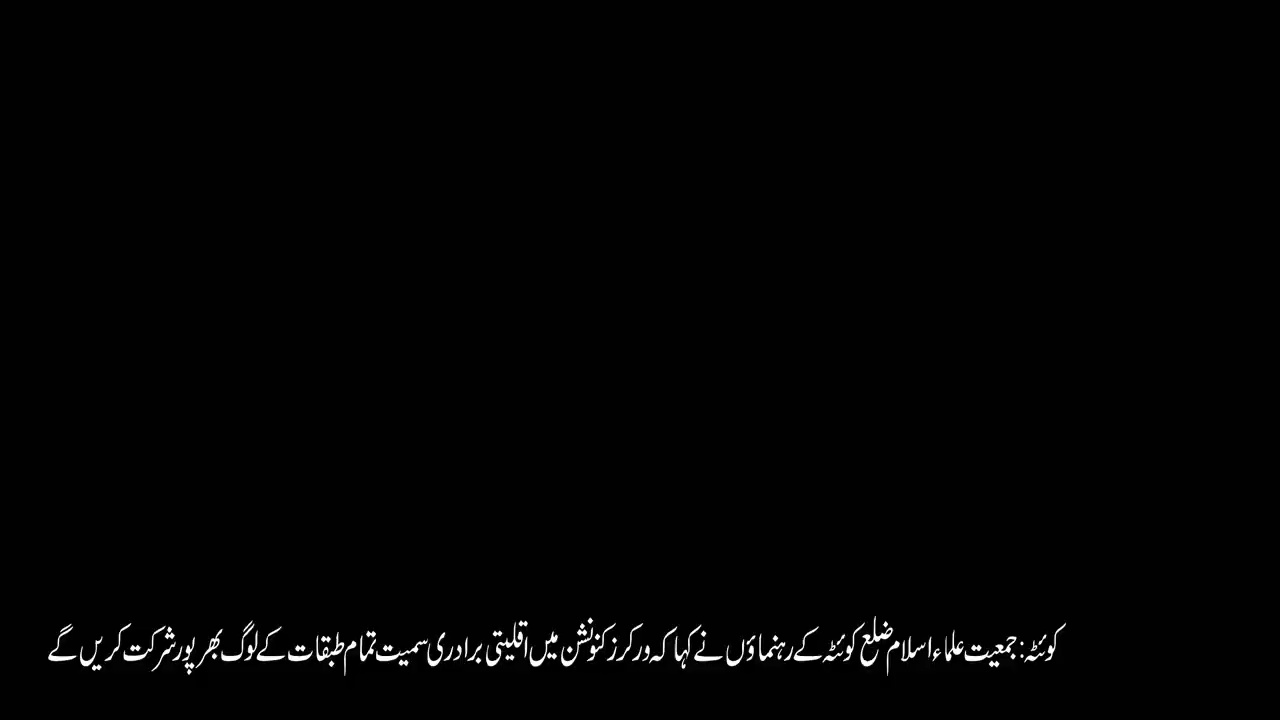 کوئٹہ: جمعیت علماء اسلام ضلع کوئٹہ کے رہنماؤں نے کہا کہ ورکرز کنونشن میں اقلیتی برادری سمیت تمام طبقات کے لوگ بھرپور شرکت کریں گے